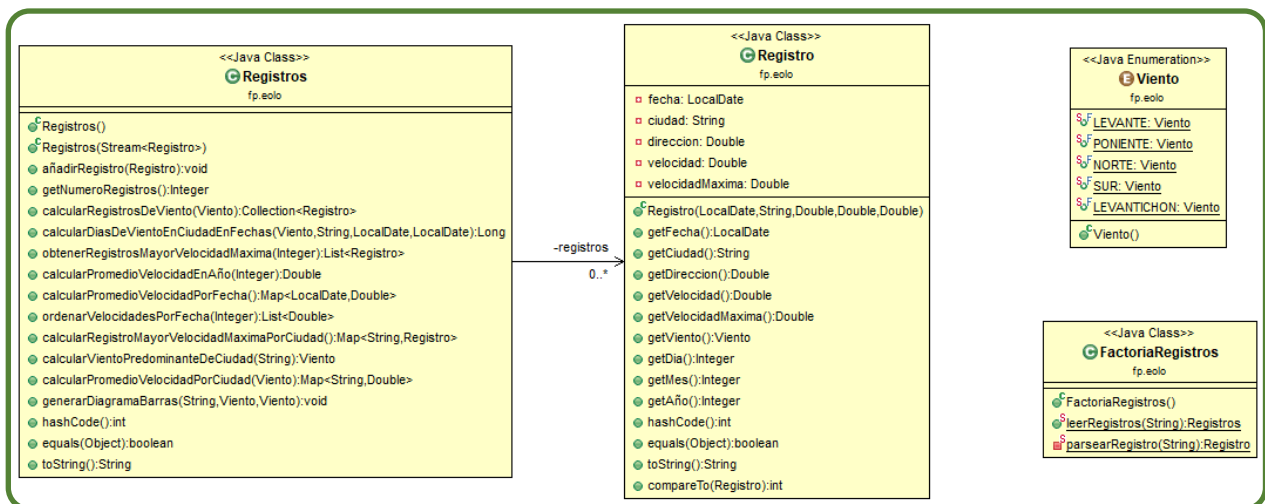 <<Java Class>>
Registros
fp.eolo
Registros()
Registros(Stream<Registro>)
añadirRegistro(Registro):void
getNumeroRegistros():Integer
calcularRegistrosDeViento(Viento):Collection<Registro>
calcularDiasDeVientoEnCiudadEnFechas(Viento,String,LocalDate,LocalDate):Long
obtenerRegistrosMayorVelocidadMaxima(Integer):List<Registro>
calcularPromedioVelocidadEnAño(Integer):Double
calcularPromedioVelocidadPorFecha():Map<LocalDate,Double>
ordenarVelocidadesPorFecha(Integer):List<Double>
calcularRegistroMayorVelocidadMaximaPorCiudad():Map<String,Registro>
calcularVientoPredominanteDeCiudad(String):Viento
calcularPromedioVelocidadPorCiudad(Viento):Map<String,Double>
generarDiagramaBarras(String,Viento,Viento):void
hashCode():int
equals(Object):boolean
toString():String
-registros
0..*
<<Java Class>>
Registro
fp.eolo
fecha: LocalDate
ciudad: String
direccion: Double
velocidad: Double
velocidadMaxima: Double
Registro(LocalDate,String,Double,Double,Double)
getFecha():LocalDate
getCiudad():String
getDireccion():Double
getVelocidad():Double
getVelocidadMaxima():Double
getViento():Viento
getDia():Integer
getMes():Integer
getAño():Integer
hashCode():int
equals(Object):boolean
toString():String
compareTo(Registro):int
<<Java Enumeration>>
Viento
fp.eolo
LEVANTE: Viento
PONIENTE: Viento
NORTE: Viento
SUR: Viento
LEVANTICHON: Viento
Viento()
<<Java Class>>
FactoriaRegistros
fp.eolo
FactoriaRegistros()
leerRegistros(String):Registros
parsearRegistro(String):Registro